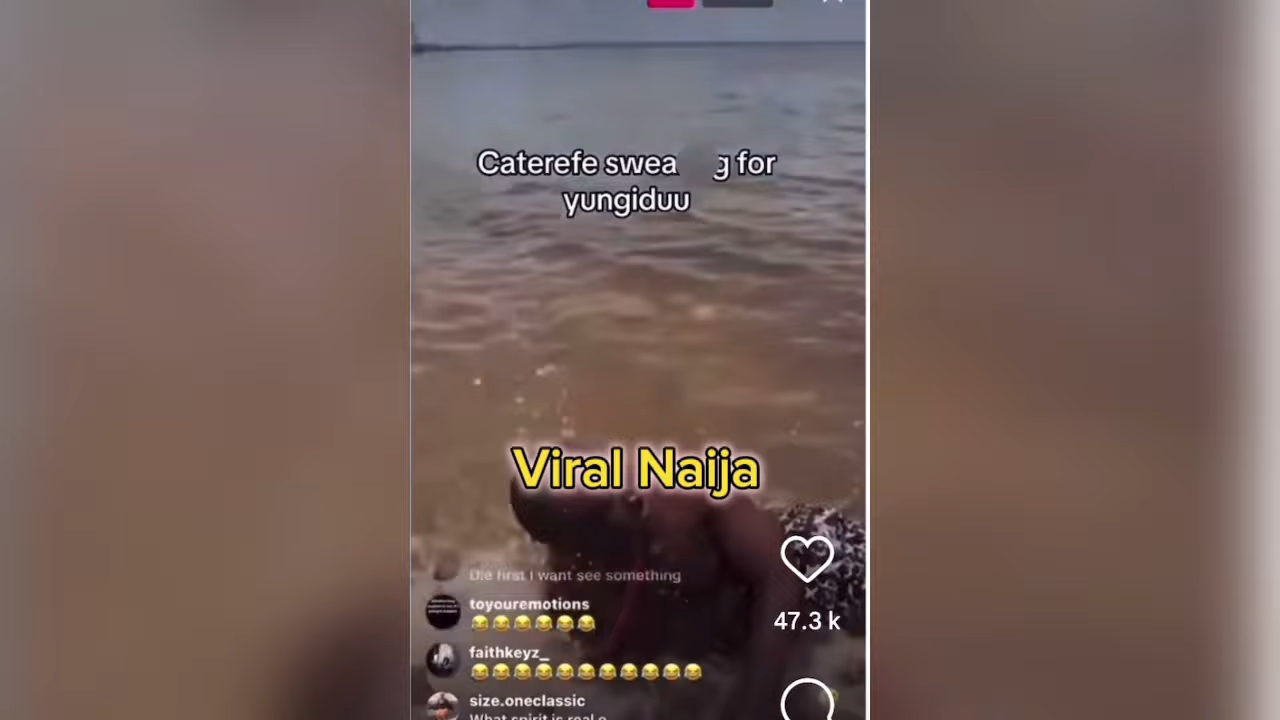 Caterefe swea g for
yungiduu
Viral Naija
Die first I want see something
toyouremotions
😂😂😂😂😂😂
47.3 k
faithkeyz_
😂😂😂😂😂😂😂😂😂😂😂
size.oneclassic
What spirit is real o